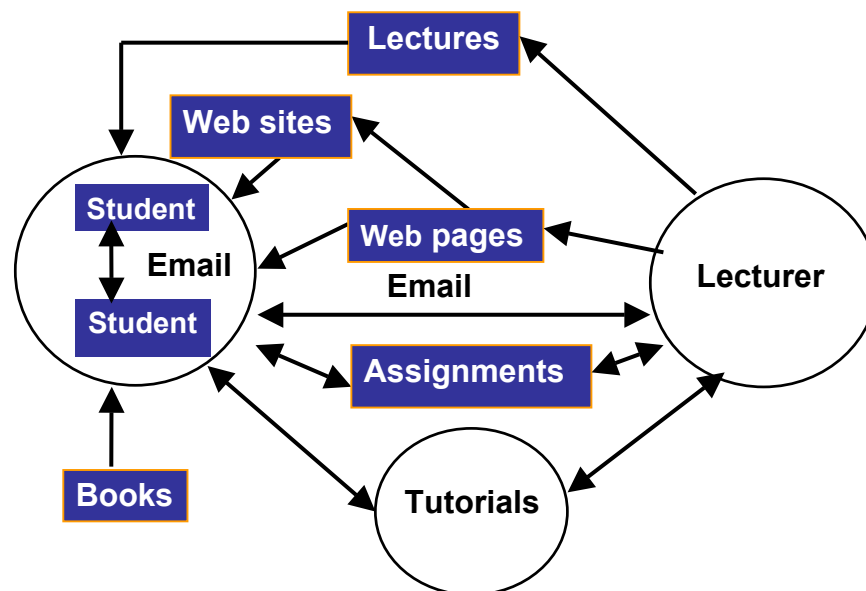 Lectures
Web sites
Student
Email
Web pages
Lecturer
Email
Student
Assignments
Books
Tutorials